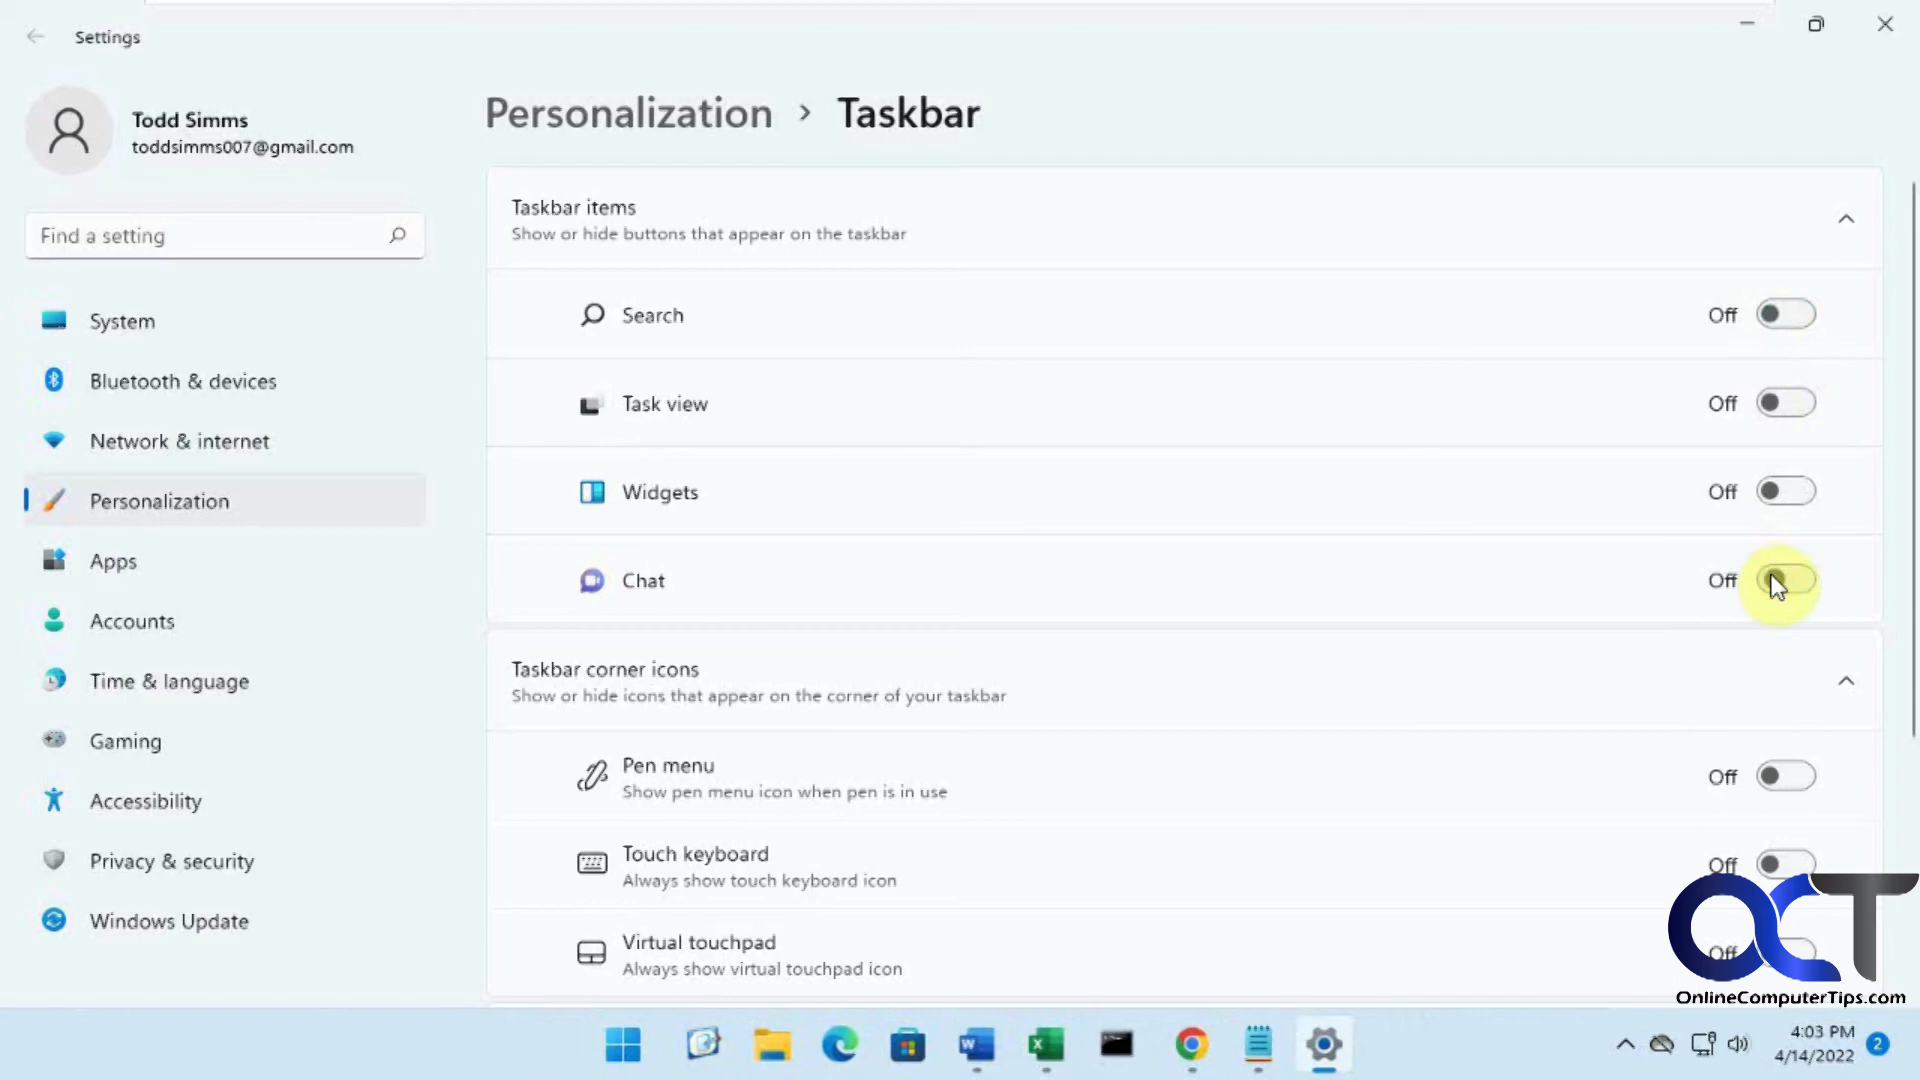 Settings
Todd Simms
toddsimms007@gmail.com
Find a setting
System
Bluetooth & devices
Network & internet
Personalization
Apps
Accounts
Time & language
Gaming
Accessibility
Privacy & security
Windows Update
Personalization > Taskbar
Taskbar items
Show or hide buttons that appear on the taskbar
Search Off
Task view Off
Widgets Off
Chat Off
Taskbar corner icons
Show or hide icons that appear on the corner of your taskbar
Pen menu
Show pen menu icon when pen is in use
Off
Touch keyboard
Always show touch keyboard icon
Off
Virtual touchpad
Always show virtual touchpad icon
Off
OCT
OnlineComputerTips.com
W
X
4:03 PM
4/14/2022
2